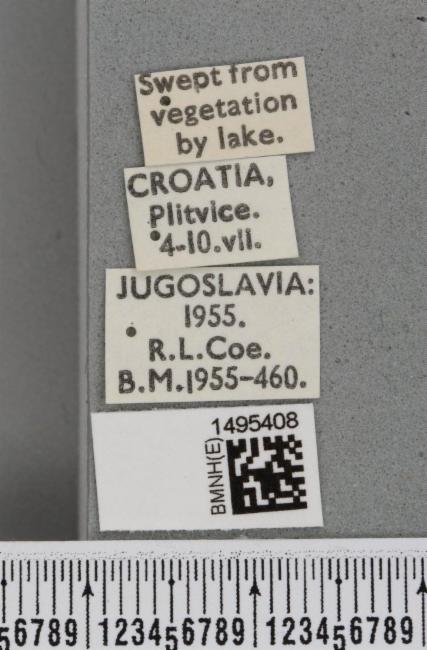 Swept from
vegetation
by lake.
CROATIA,
Plitvice.
4-10.vii.
JUGOSLAVIA:
1955.
R.L.Coe.
B.M.1955-460.
1495408
BMNH(E)
56789 123456789 123456789